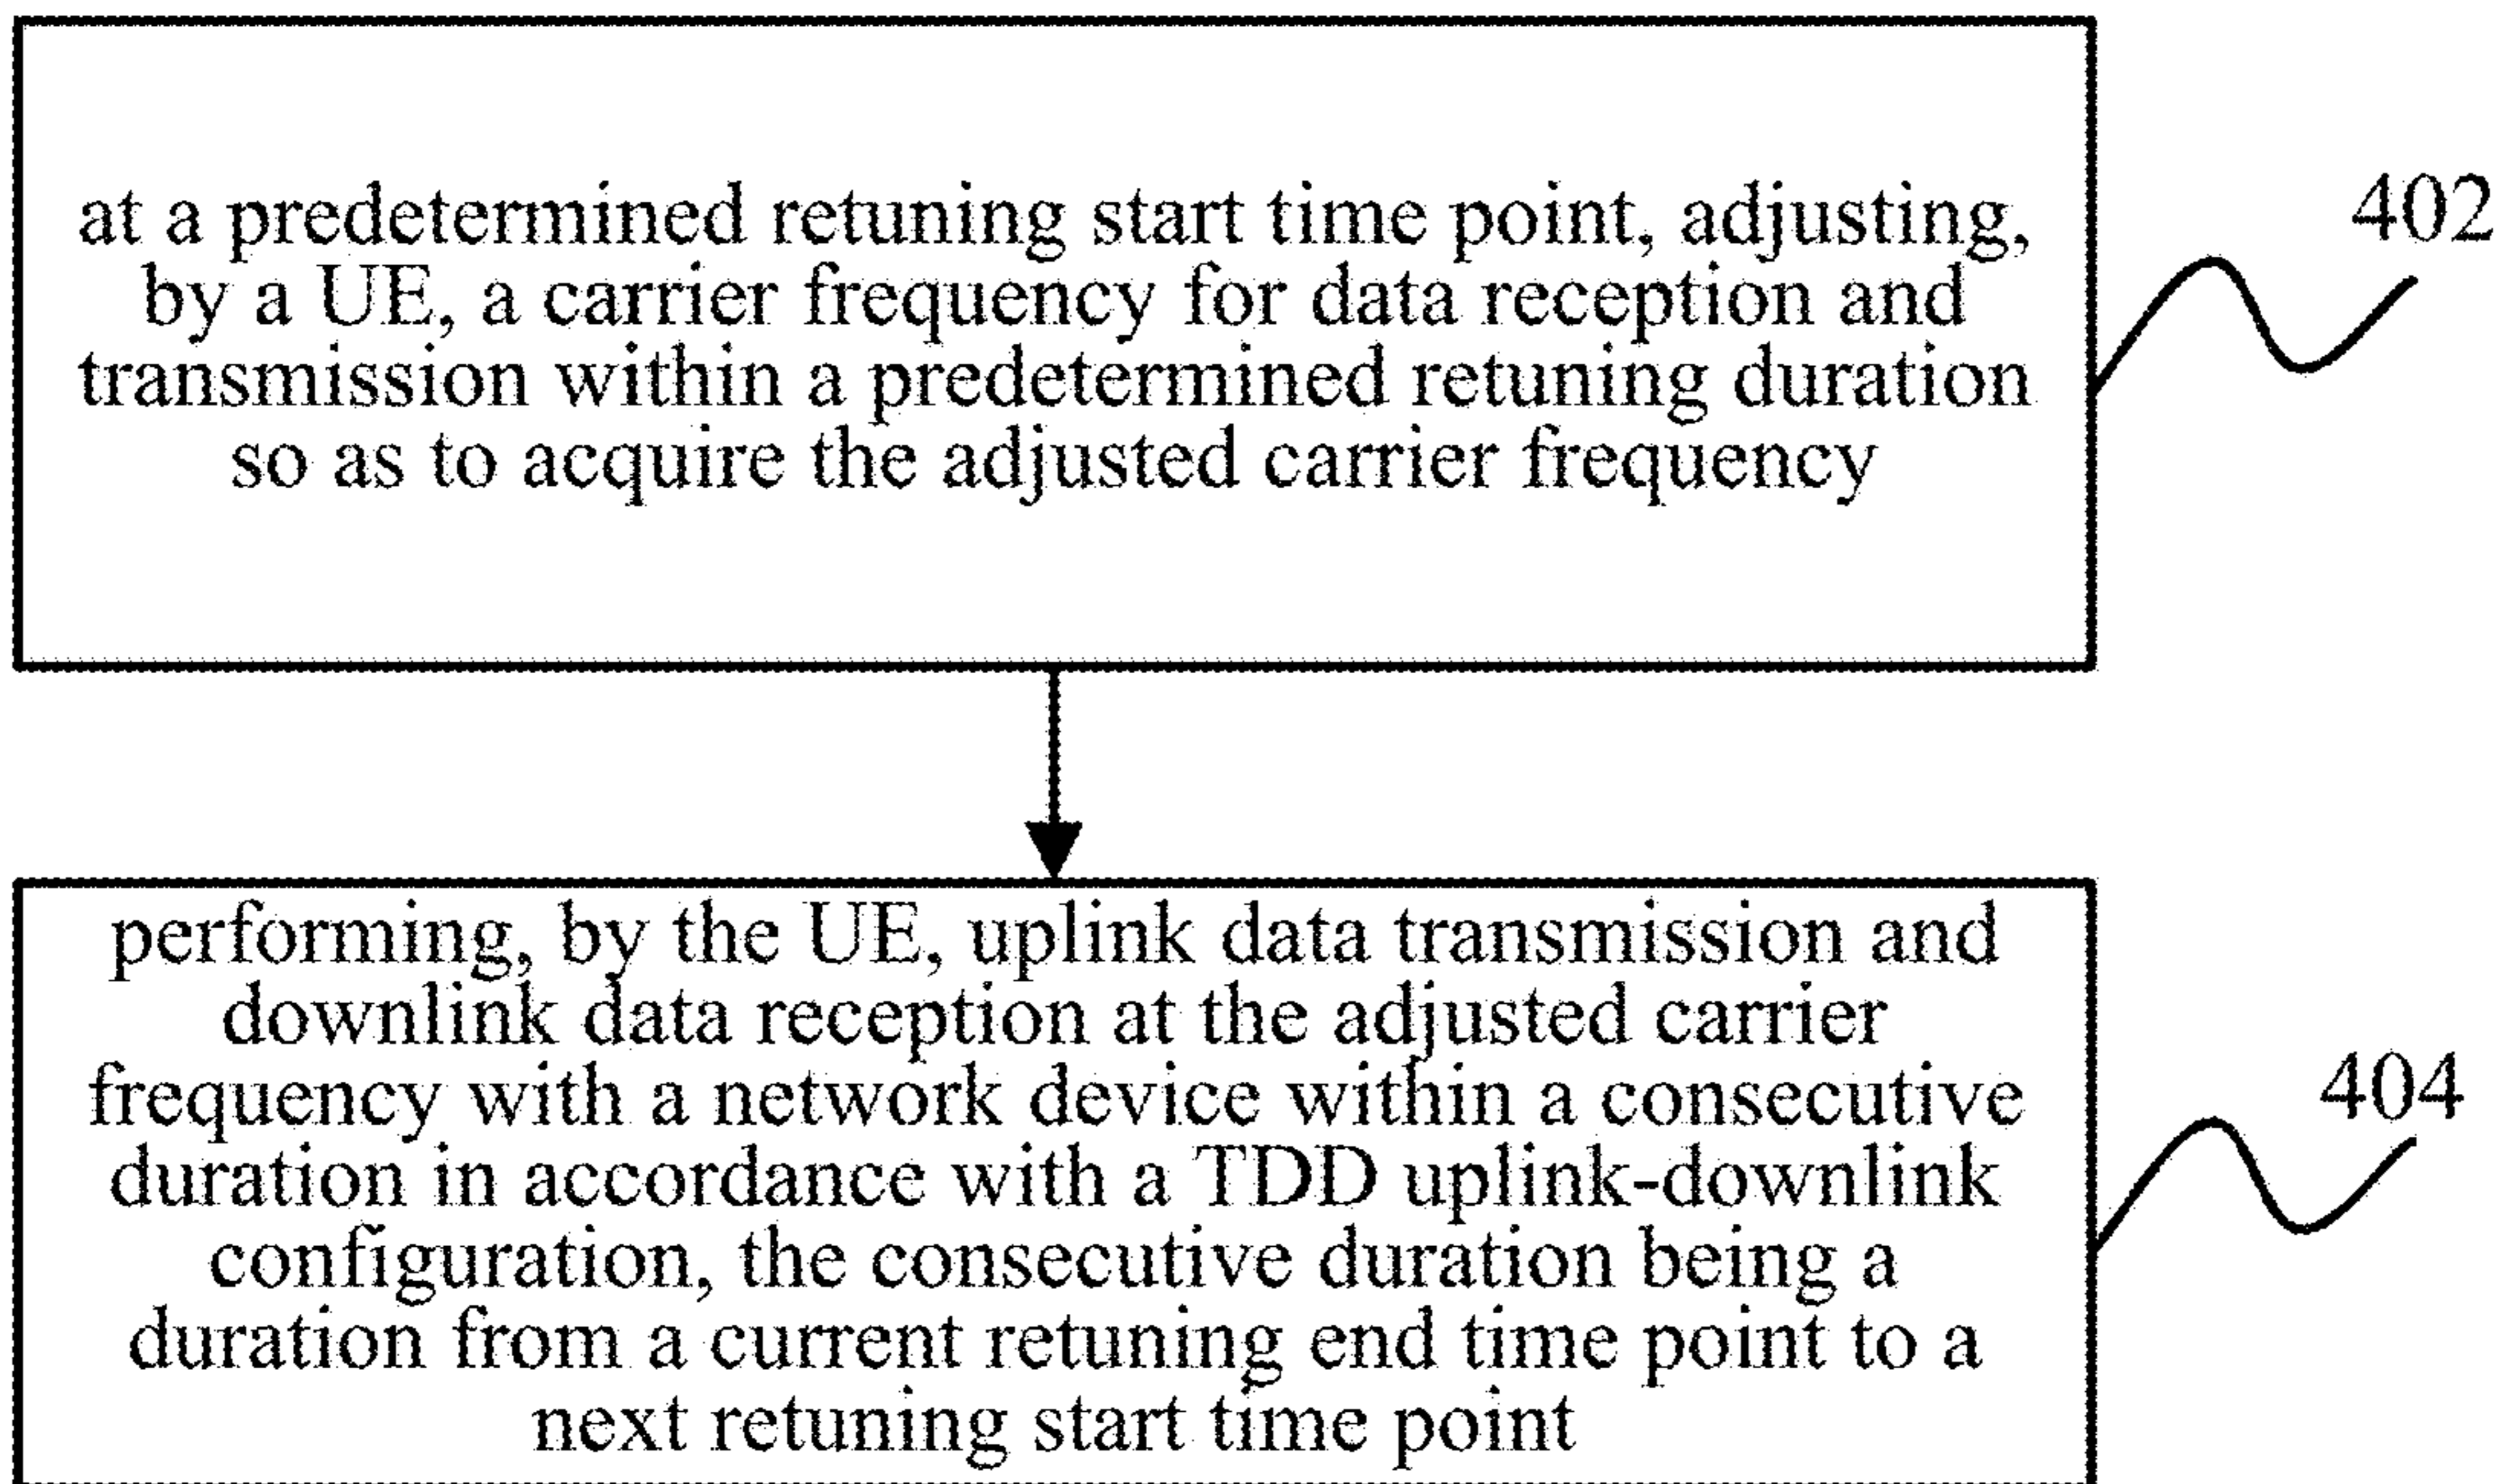 at a predetermined retuning start time point, adjusting,
by a UE, a carrier frequency for data reception and
transmission within a predetermined retuning duration
so as to acquire the adjusted carrier frequency
402
performing, by the UE, uplink data transmission and
downlink data reception at the adjusted carrier
frequency with a network device within a consecutive
duration in accordance with a TDD uplink-downlink
configuration, the consecutive duration being a
duration from a current retuning end time point to a
next retuning start time point
404